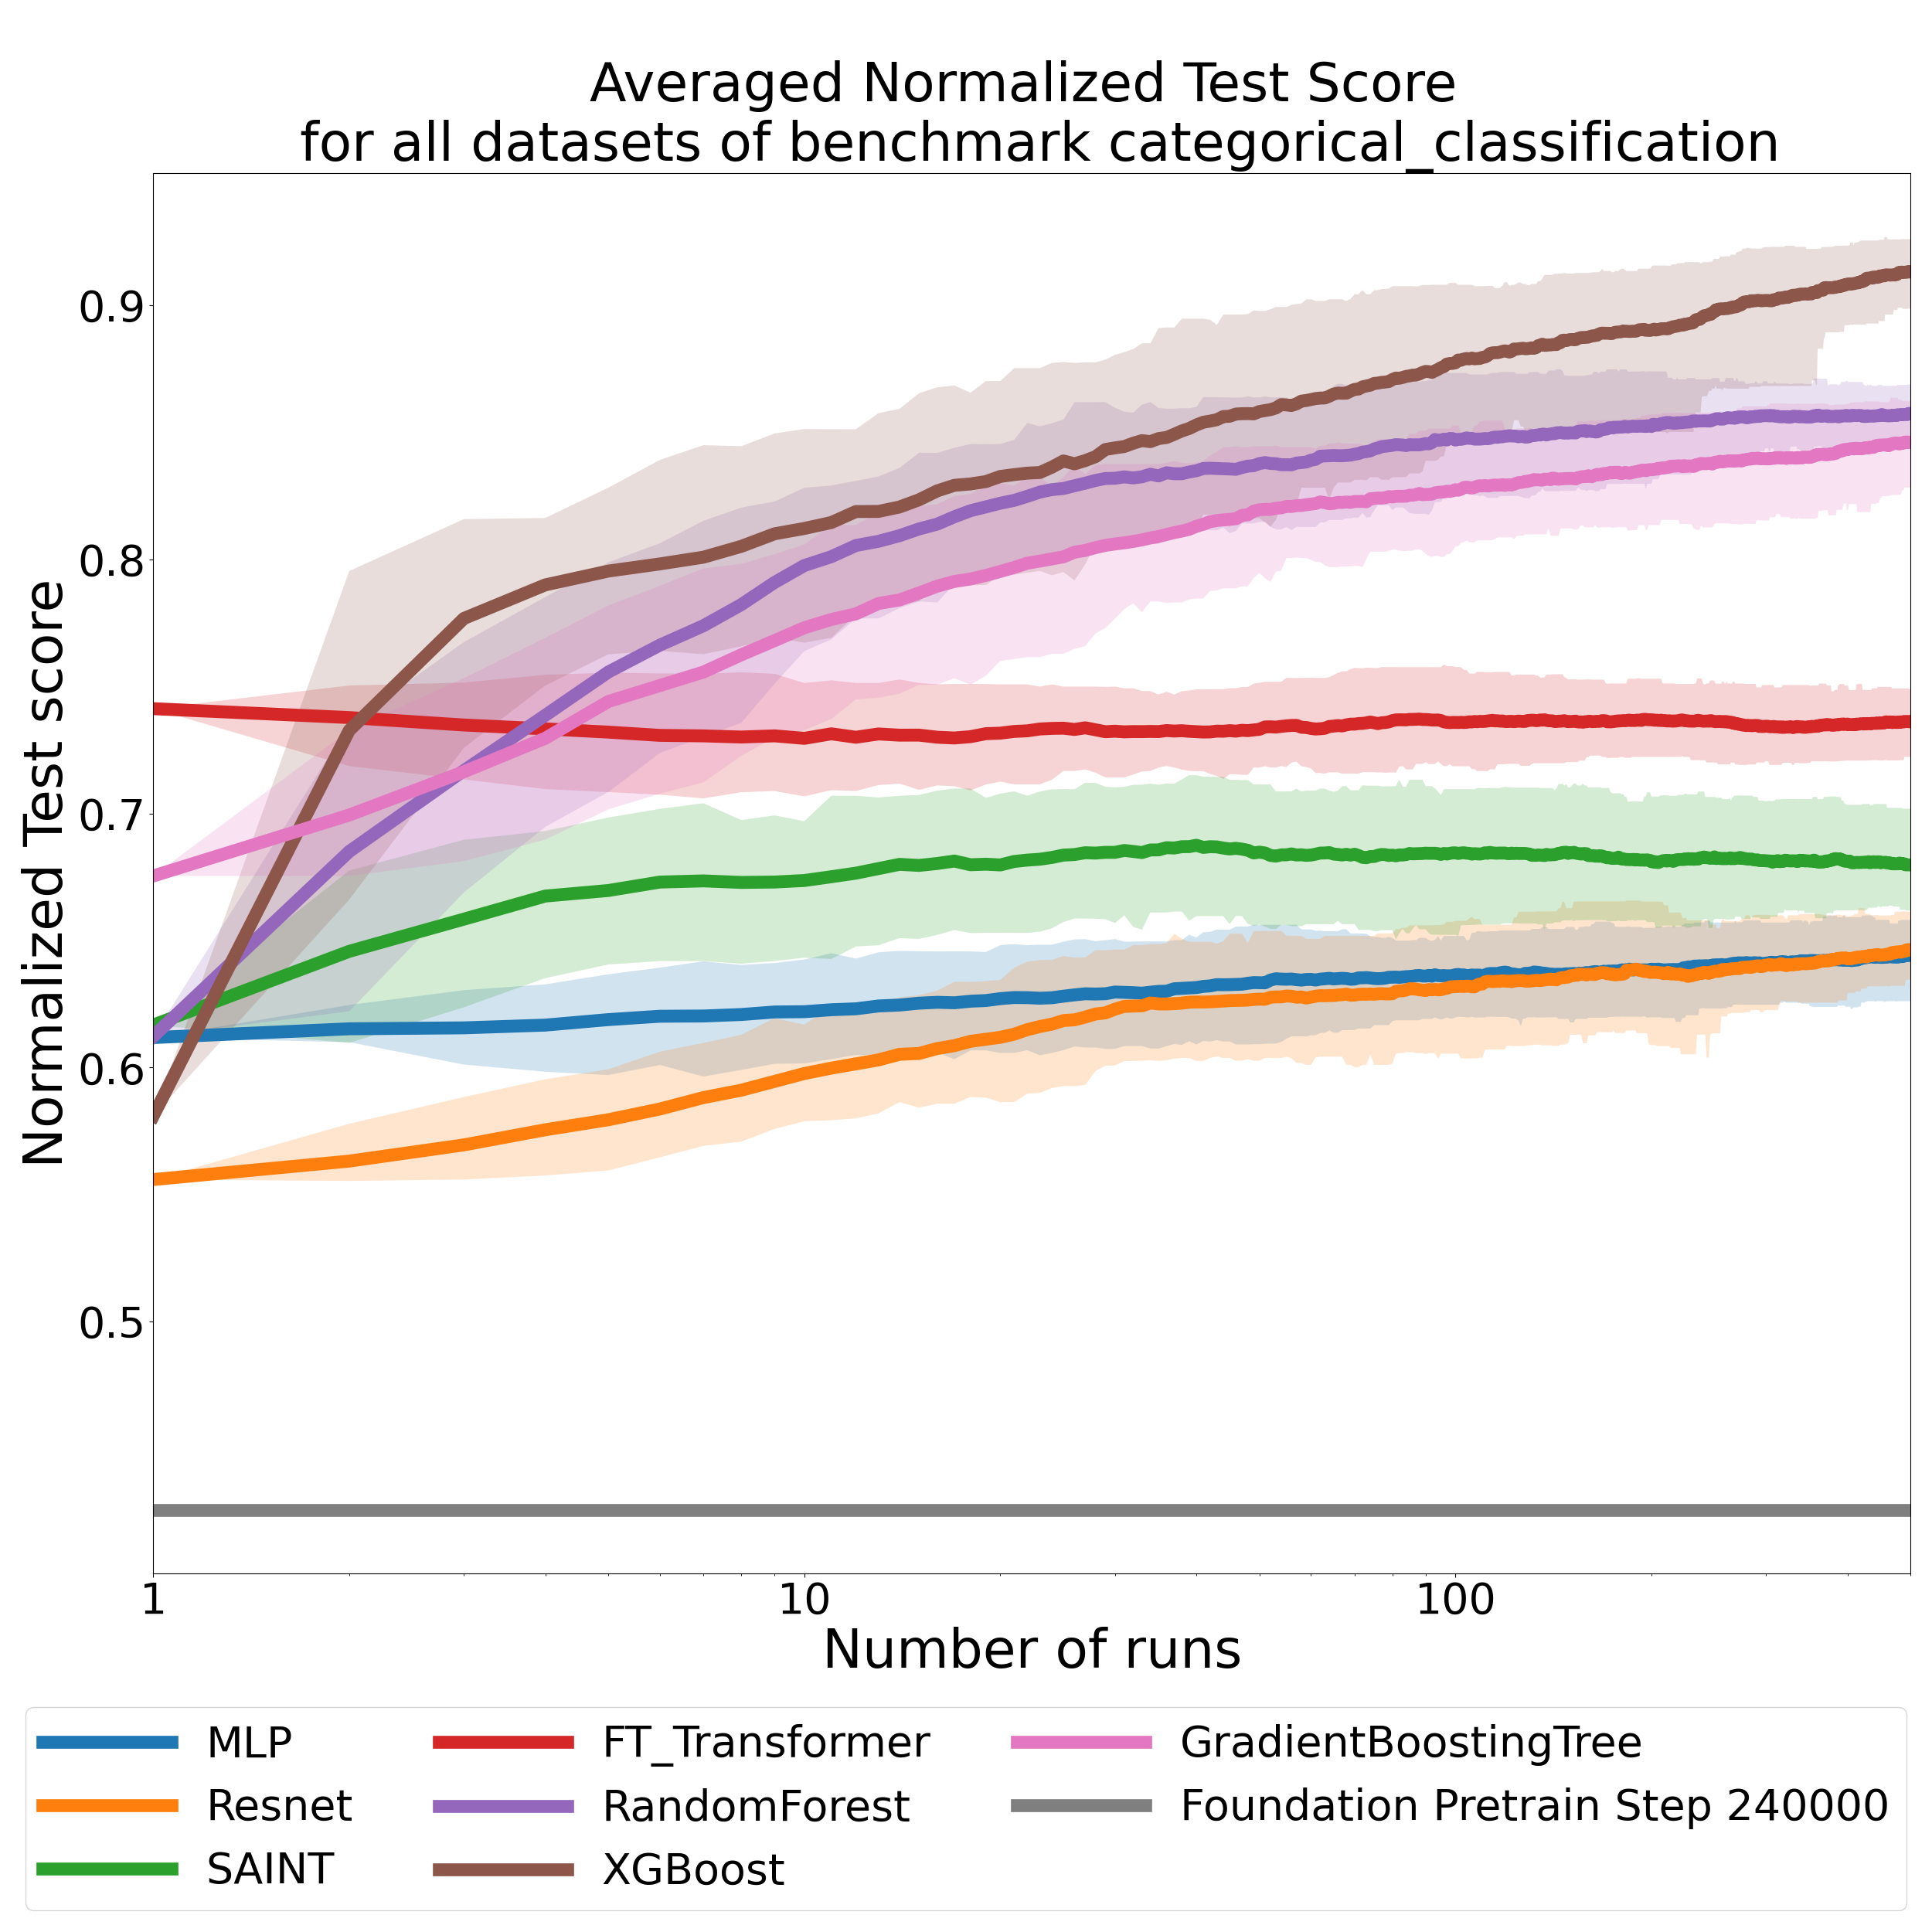 Averaged Normalized Test Score
for all datasets of benchmark categorical_classification
Normalized Test score
0.9
0.8
0.7
0.6
0.5
1
10
100
Number of runs
MLP
Resnet
SAINT
FT_Transformer
RandomForest
XGBoost
GradientBoostingTree
Foundation Pretrain Step 240000